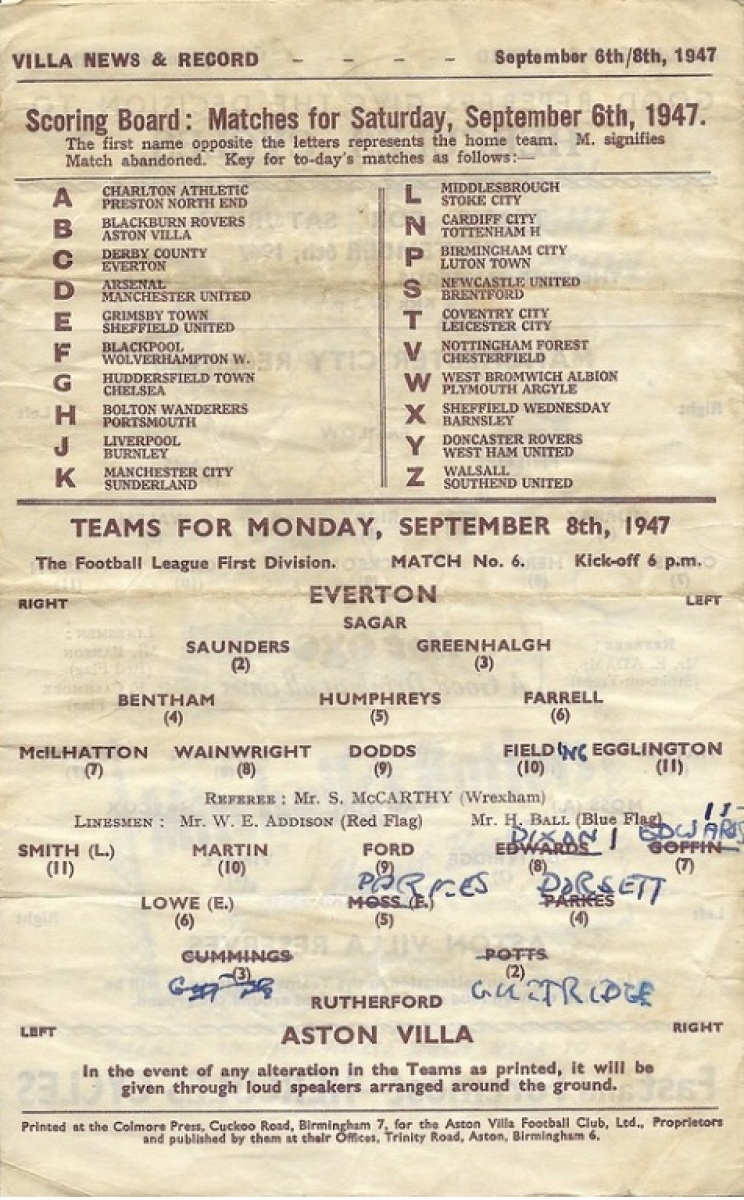 VILLA NEWS & RECORD - - - - September 6th/8th, 1947
Scoring Board: Matches for Saturday, September 6th, 1947.
The first name opposite the letters represents the home team. M. signifies
Match abandoned. Key for to-day's matches as follows:—
A CHARLTON ATHLETIC
PRESTON NORTH END
B BLACKBURN ROVERS
ASTON VILLA
C DERBY COUNTY
EVERTON
D ARSENAL
MANCHESTER UNITED
E GRIMSBY TOWN
SHEFFIELD UNITED
F BLACKPOOL
WOLVERHAMPTON W.
G HUDDERSFIELD TOWN
CHELSEA
H BOLTON WANDERERS
PORTSMOUTH
J LIVERPOOL
BURNLEY
K MANCHESTER CITY
SUNDERLAND
L MIDDLESBROUGH
STOKE CITY
N CARDIFF CITY
TOTTENHAM H
P BIRMINGHAM CITY
LUTON TOWN
S NEWCASTLE UNITED
BRENTFORD
T COVENTRY CITY
LEICESTER CITY
V NOTTINGHAM FOREST
CHESTERFIELD
W WEST BROMWICH ALBION
PLYMOUTH ARGYLE
X SHEFFIELD WEDNESDAY
BARNSLEY
Y DONCASTER ROVERS
WEST HAM UNITED
Z WALSALL
SOUTHEND UNITED
TEAMS FOR MONDAY, SEPTEMBER 8th, 1947
The Football League First Division. MATCH No. 6. Kick-off 6 p.m.
EVERTON
RIGHT LEFT
SAGAR
SAUNDERS GREENHALGH
(2) (3)
BENTHAM HUMPHREYS FARRELL
(4) (5) (6)
McILHATTON WAINWRIGHT DODDS FIELDING EGGLINGTON
(7) (8) (9) (10) (11)
REFEREE : Mr. S. McCARTHY (Wrexham)
LINESMEN : Mr. W. E. ADDISON (Red Flag) Mr. H. BALL (Blue Flag)
DIXON 1 EDWARDS
SMITH (L.) MARTIN FORD EDWARDS GOFFIN
(11) (10) (9) (8) (7)
PARKES DORSETT
LOWE (E.) MOSS (F.) PARKES
(6) (5) (4)
CUMMINGS POTTS
(3) (2)
GUTTRIDGE
RUTHERFORD
LEFT RIGHT
ASTON VILLA
In the event of any alteration in the Teams as printed, it will be
given through loud speakers arranged around the ground.
Printed at the Colmore Press, Cuckoo Road, Birmingham 7, for the Aston Villa Football Club, Ltd., Proprietors
and published by them at their Offices, Trinity Road, Aston, Birmingham 6.